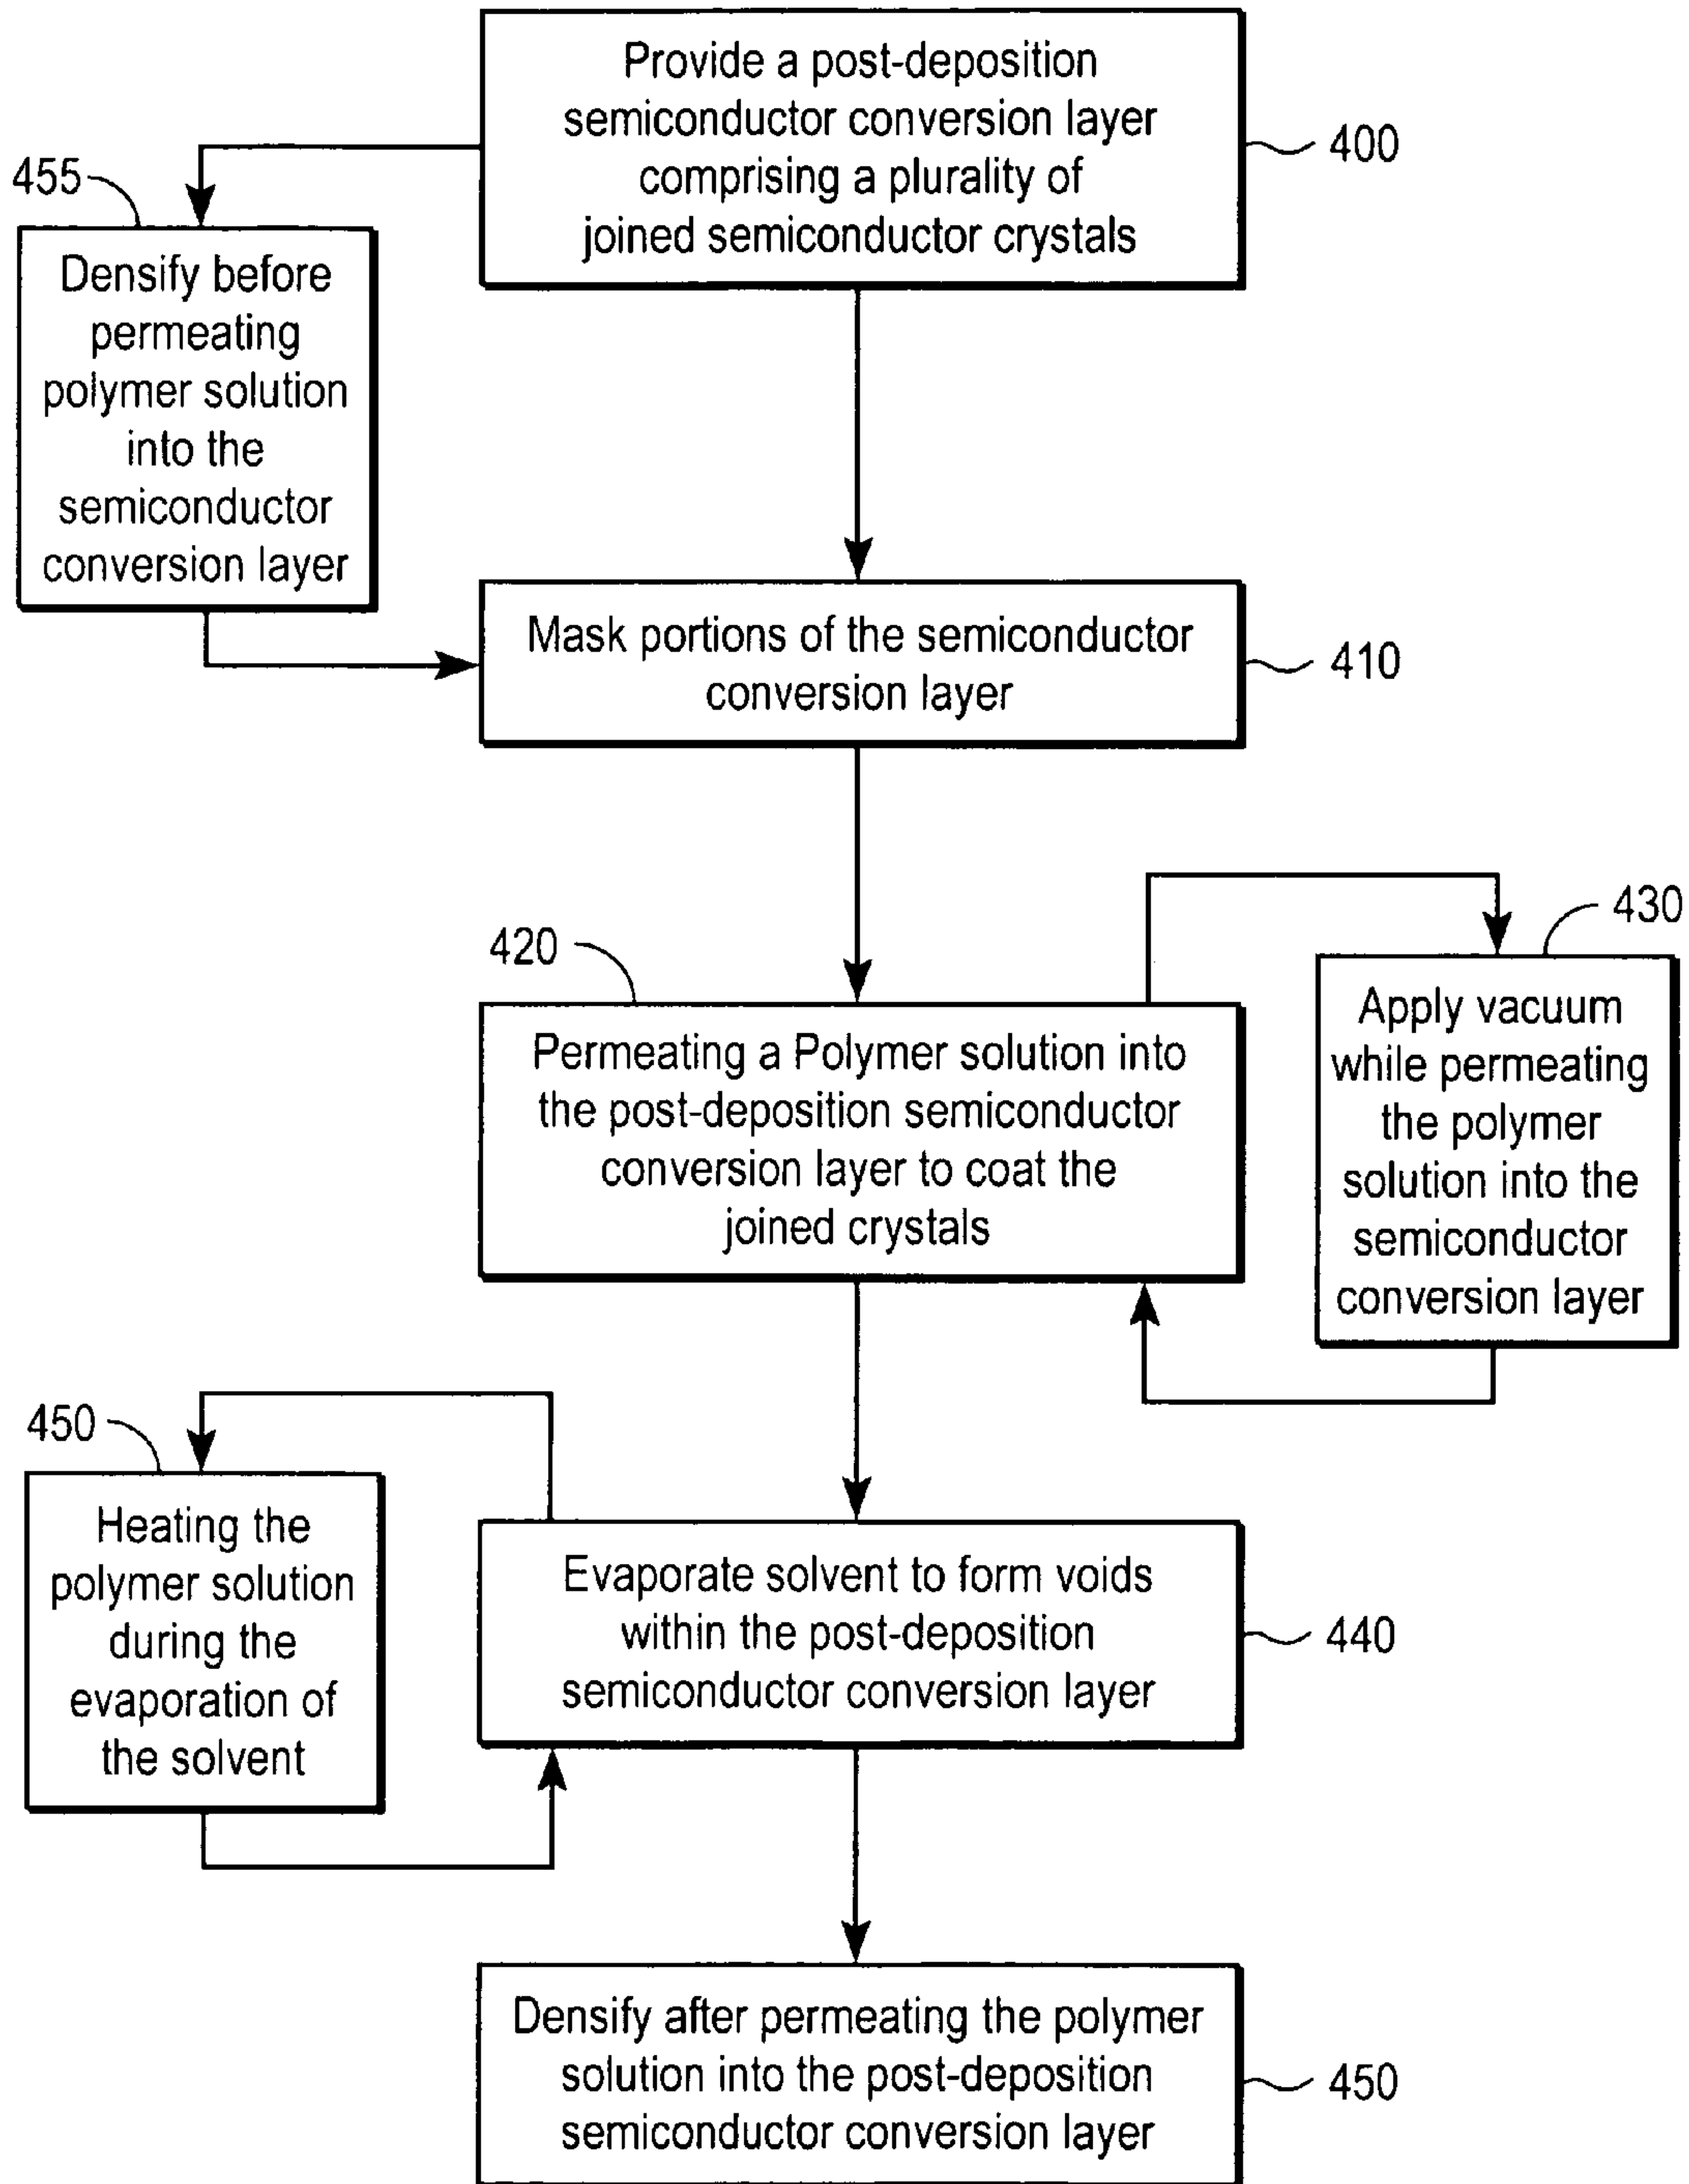 Provide a post-deposition
semiconductor conversion layer
comprising a plurality of
joined semiconductor crystals
400
455
Densify before
permeating
polymer solution
into the
semiconductor
conversion layer
Mask portions of the semiconductor
conversion layer
410
420
Permeating a Polymer solution into
the post-deposition semiconductor
conversion layer to coat the
joined crystals
430
Apply vacuum
while permeating
the polymer
solution into the
semiconductor
conversion layer
450
Heating the
polymer solution
during the
evaporation of
the solvent
Evaporate solvent to form voids
within the post-deposition
semiconductor conversion layer
440
Densify after permeating the polymer
solution into the post-deposition
semiconductor conversion layer
450